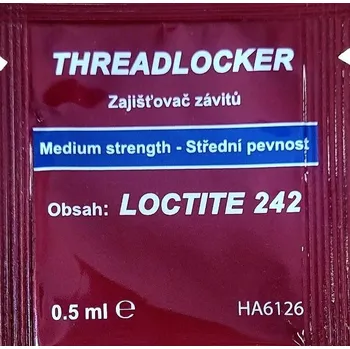 THREADLOCKER
Zajišťovač závitů
Medium strength - Střední pevnost
Obsah: LOCTITE 242
0.5 ml ℮ HA6126